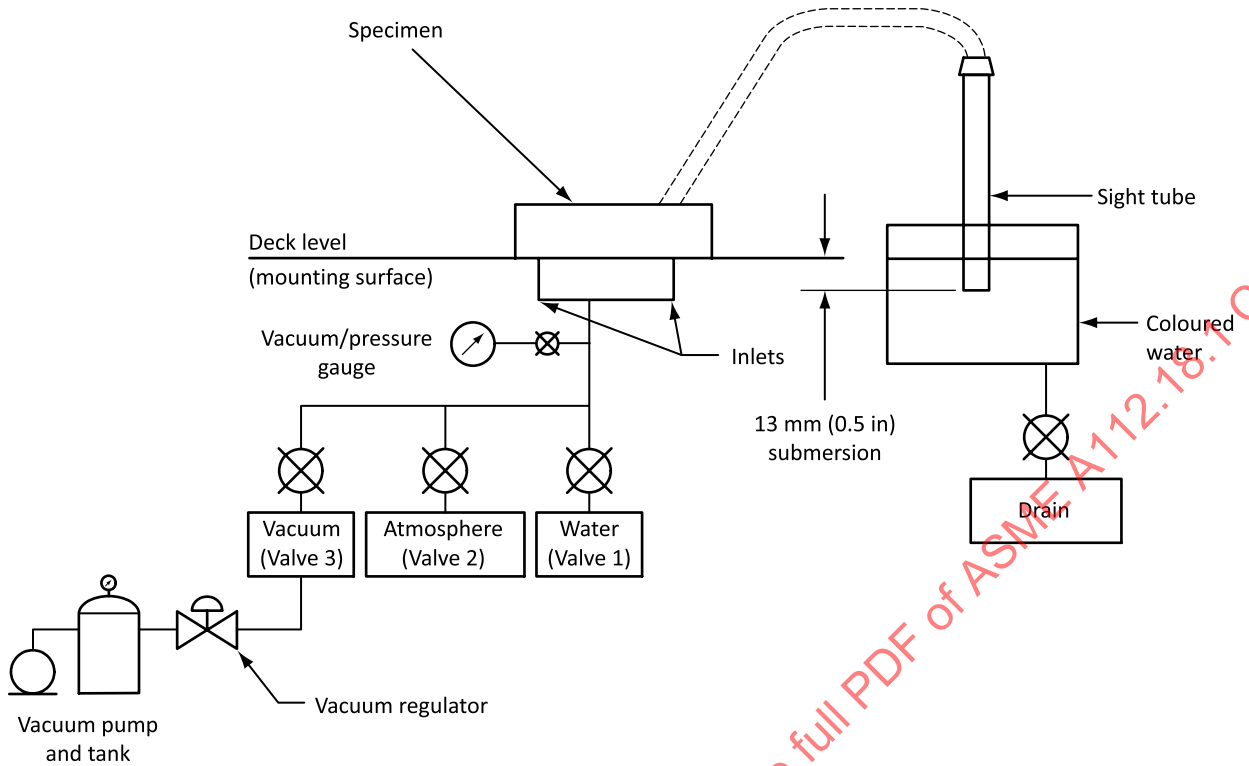 Specimen
Sight tube
Deck level
(mounting surface)
Vacuum/pressure
gauge
Inlets
Coloured
water
13 mm (0.5 in)
submersion
Vacuum
(Valve 3)
Atmosphere
(Valve 2)
Water
(Valve 1)
Drain
Vacuum regulator
Vacuum pump
and tank
full PDF of ASME A112.18.1